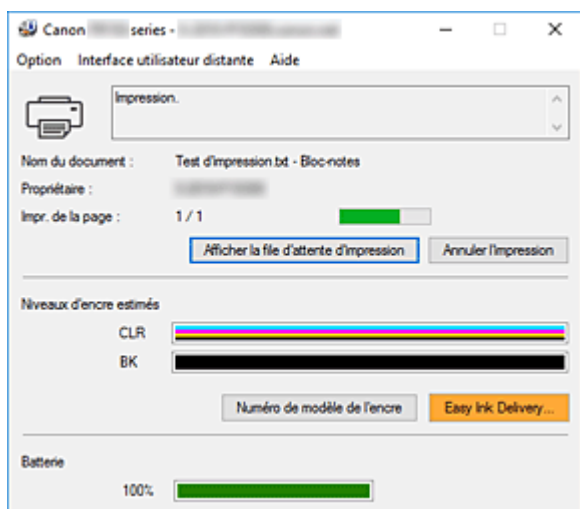 Canon series -
Option Interface utilisateur distante Aide
Impression.
Nom du document : Test d'impression.txt - Bloc-notes
Propriétaire :
Impr. de la page : 1 / 1
Afficher la file d'attente d'impression Annuler l'impression
Niveaux d'encre estimés
CLR
BK
Numéro de modèle de l'encre Easy Ink Delivery...
Batterie
100%